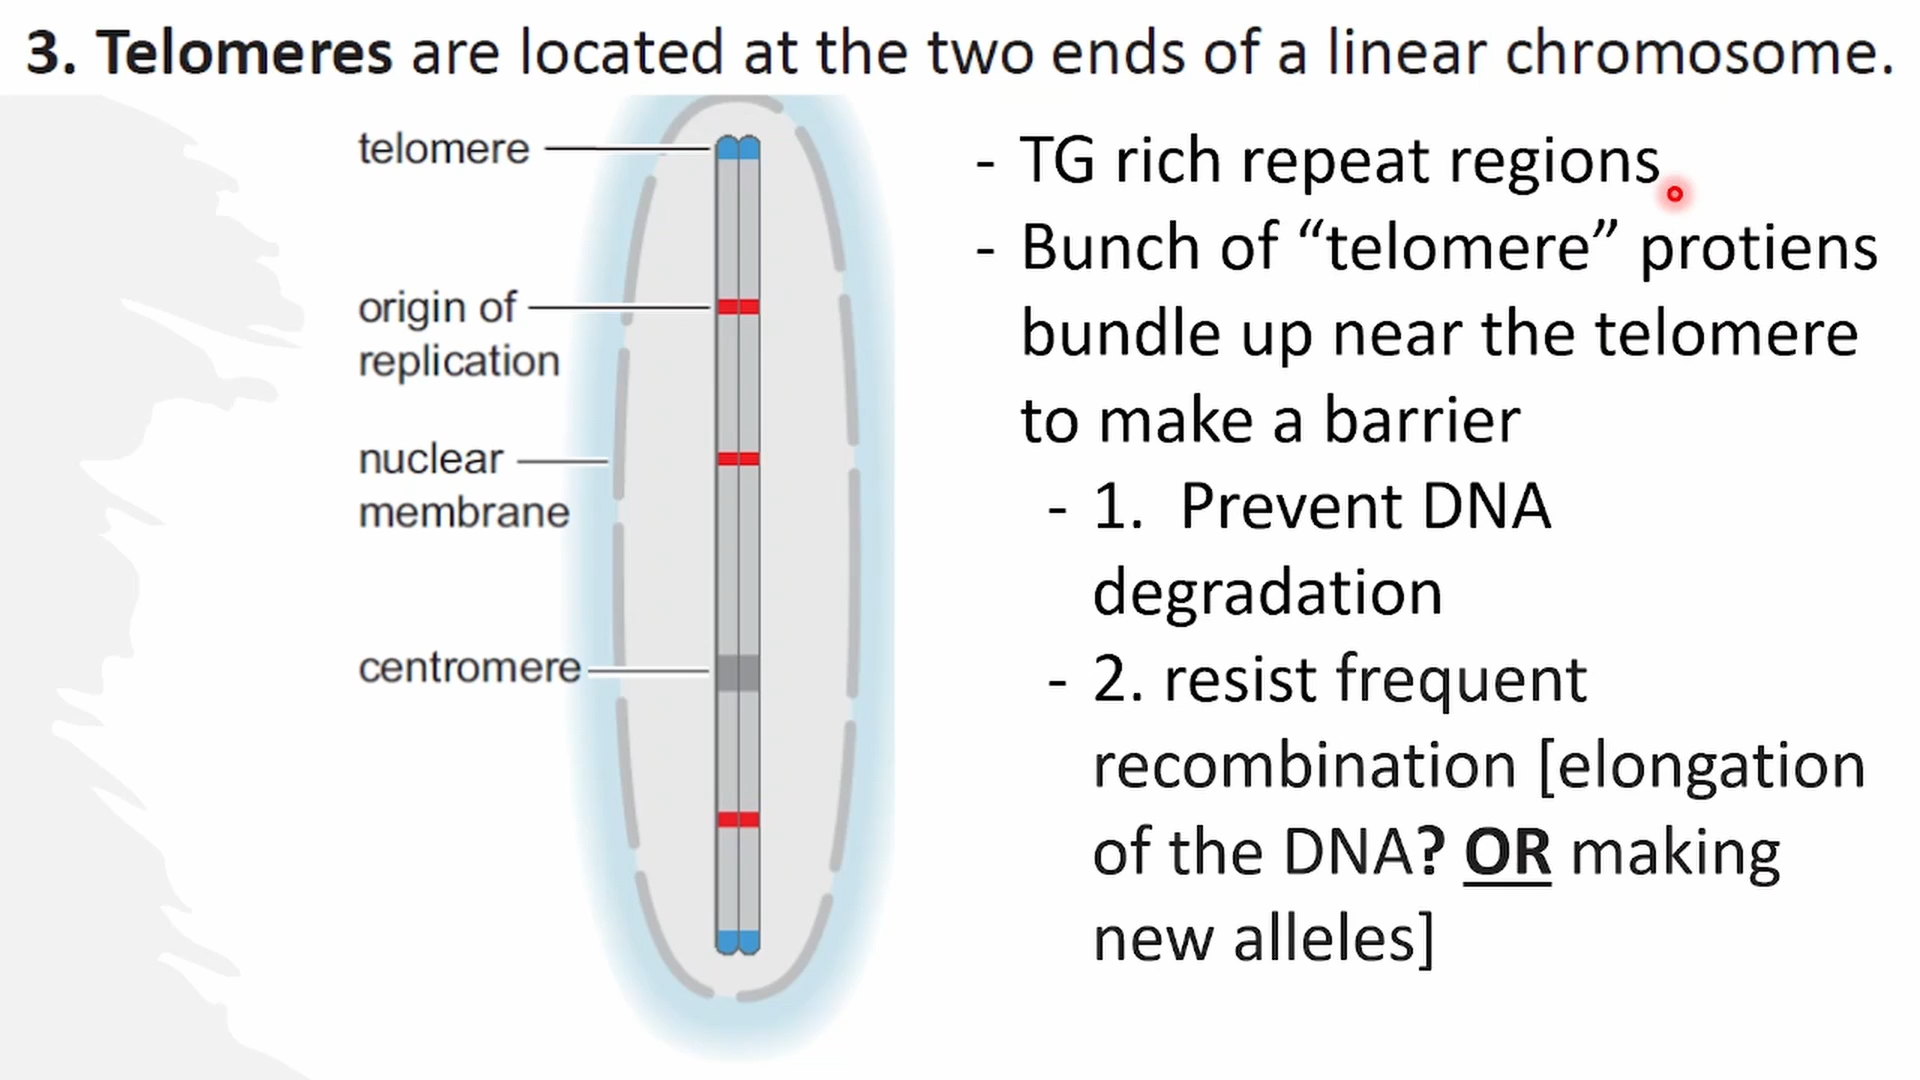 3. Telomeres are located at the two ends of a linear chromosome.
telomere
origin of
replication
nuclear
membrane
centromere
- TG rich repeat regions
- Bunch of “telomere” protiens
bundle up near the telomere
to make a barrier
- 1. Prevent DNA
degradation
- 2. resist frequent
recombination [elongation
of the DNA? OR making
new alleles]